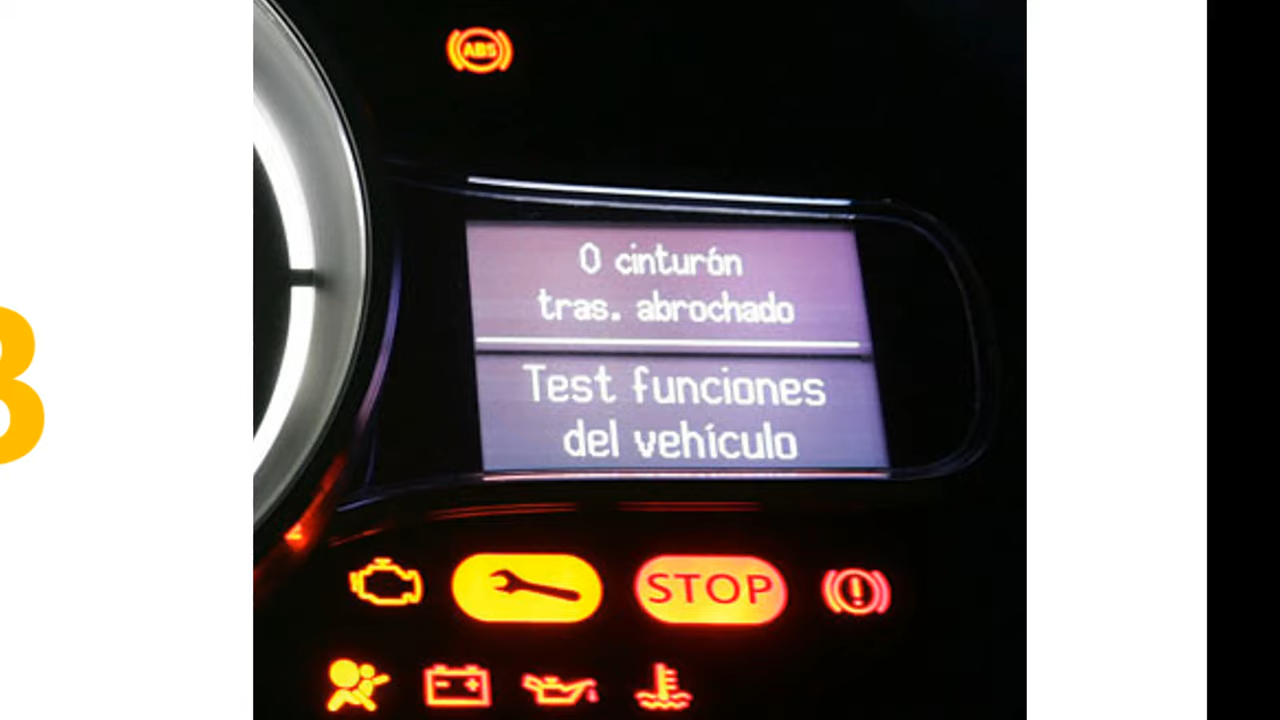 ABS
0 cinturón
tras. abrochado
Test funciones
del vehículo
STOP